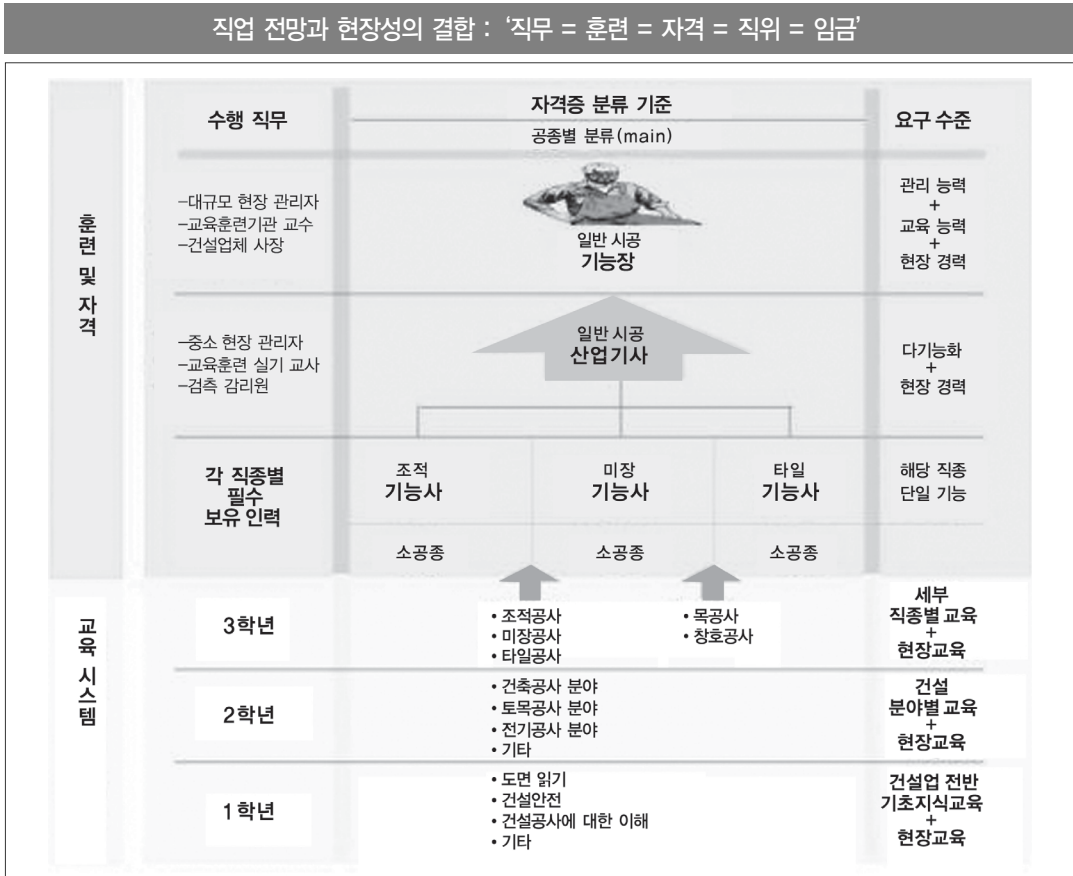 직업 전망과 현장성의 결합 : ‘직무 = 훈련 = 자격 = 직위 = 임금’
수행 직무
자격증 분류 기준
공종별 분류(main)
요구 수준
훈련 및 자격
–대규모 현장 관리자
–교육훈련기관 교수
–건설업체 사장
일반 시공
기능장
관리 능력
+
교육 능력
+
현장 경력
–중소 현장 관리자
–교육훈련 실기 교사
–검측 감리원
일반 시공
산업기사
다기능화
+
현장 경력
각 직종별
필수
보유 인력
조적
기능사
미장
기능사
타일
기능사
해당 직종
단일 기능
소공종
소공종
소공종
교육 시스템
3학년
• 조적공사
• 미장공사
• 타일공사
• 목공사
• 창호공사
세부
직종별 교육
+
현장교육
2학년
• 건축공사 분야
• 토목공사 분야
• 전기공사 분야
• 기타
건설
분야별 교육
+
현장교육
1학년
• 도면 읽기
• 건설안전
• 건설공사에 대한 이해
• 기타
건설업 전반
기초지식교육
+
현장교육